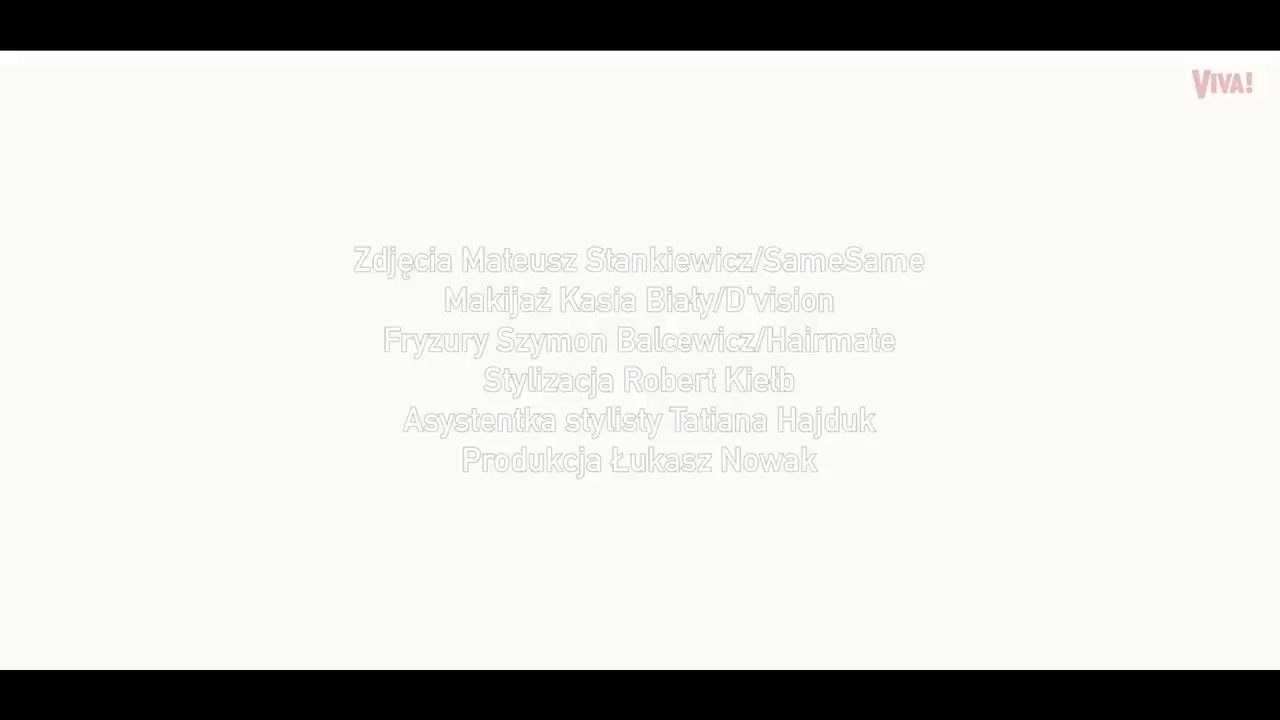 VIVA!
Zdjęcia Mateusz Stankiewicz/SameSame
Makijaż Kasia Biały/D'vision
Fryzury Szymon Balcewicz/Hairmate
Stylizacja Robert Kiełb
Asystentka stylisty Tatiana Hajduk
Produkcja Łukasz Nowak